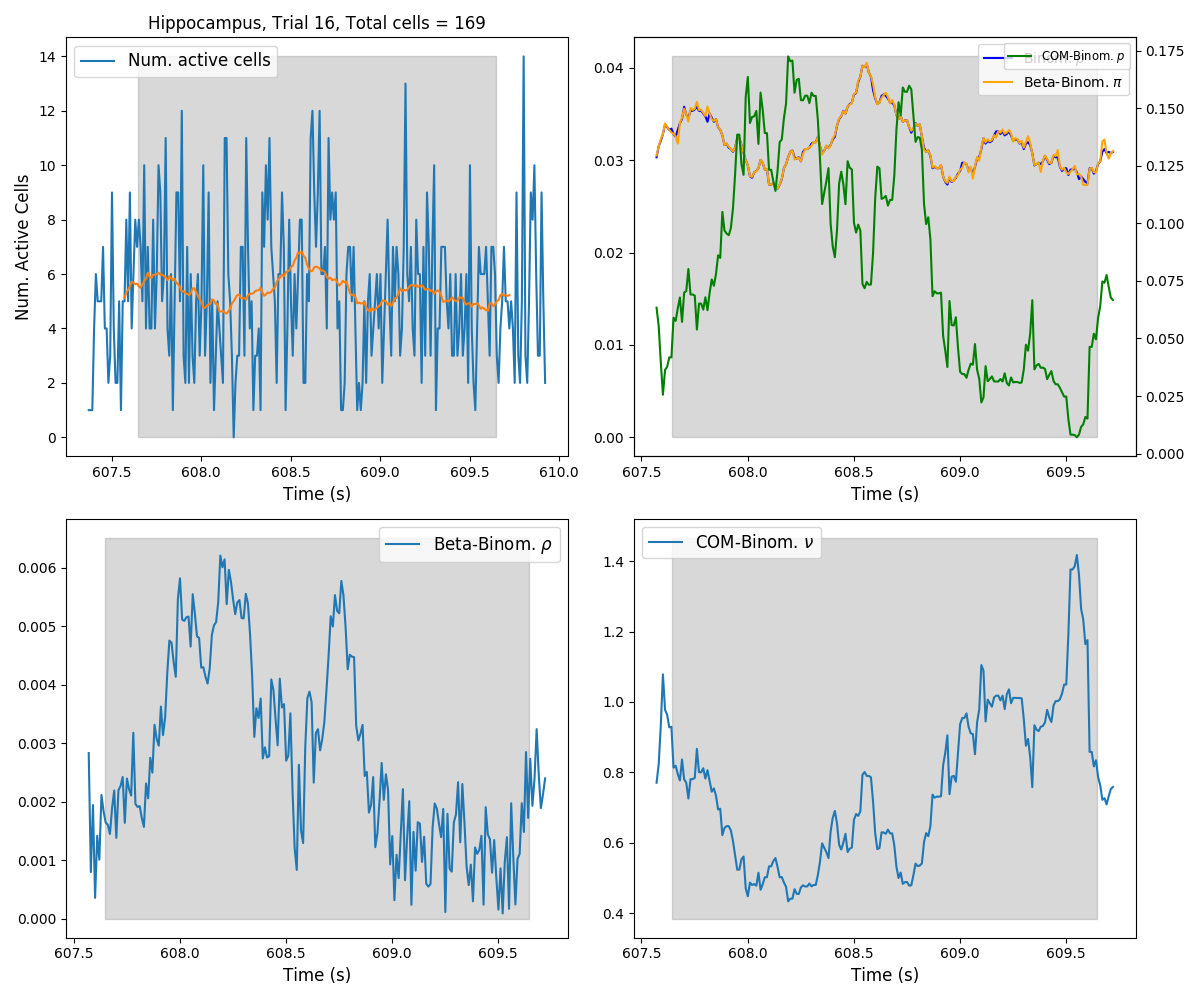 Hippocampus, Trial 16, Total cells = 169
Num. active cells
Num. Active Cells
14
12
10
8
6
4
2
0
607.5 608.0 608.5 609.0 609.5 610.0
Time (s)
COM-Binom. p
Beta-Binom. π
0.04
0.03
0.02
0.01
0.00
0.175
0.150
0.125
0.100
0.075
0.050
0.025
0.000
607.5 608.0 608.5 609.0 609.5
Time (s)
Beta-Binom. ρ
0.006
0.005
0.004
0.003
0.002
0.001
0.000
607.5 608.0 608.5 609.0 609.5
Time (s)
COM-Binom. ν
1.4
1.2
1.0
0.8
0.6
0.4
607.5 608.0 608.5 609.0 609.5
Time (s)